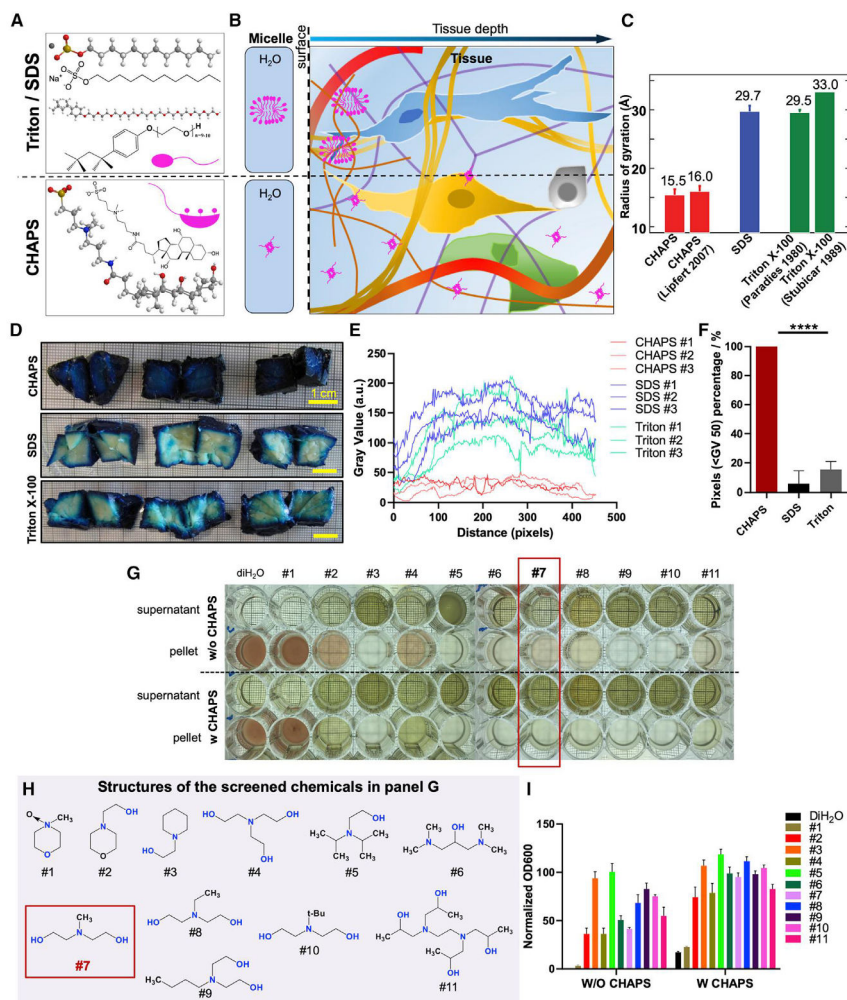 A
Triton / SDS
Na
O
H
n=9-10
CHAPS
B
Micelle
surface
Tissue depth
H₂O
Tissue
H₂O
C
Radius of gyration (Å)
30
20
10
15.5
16.0
29.7
29.5
33.0
CHAPS
CHAPS
(Lipfert 2007)
SDS
Triton X-100
(Paradies 1980)
Triton X-100
(Stubicar 1989)
D
CHAPS
1 cm
SDS
Triton X-100
E
Gray Value (a.u.)
250
200
150
100
50
0
0 100 200 300 400 500
Distance (pixels)
CHAPS #1
CHAPS #2
CHAPS #3
SDS #1
SDS #2
SDS #3
Triton #1
Triton #2
Triton #3
F
Pixels (<GV 50) percentage / %
100
80
60
40
20
0
****
CHAPS
SDS
Triton
G
diH₂O #1 #2 #3 #4 #5 #6 #7 #8 #9 #10 #11
supernatant
pellet
w/o CHAPS
supernatant
pellet
w CHAPS
H
Structures of the screened chemicals in panel G
#1
#2
#3
#4
#5
#6
#7
#8
#9
#10
#11
I
Normalized OD600
100
50
0
W/O CHAPS W CHAPS
DiH₂O
#1
#2
#3
#4
#5
#6
#7
#8
#9
#10
#11